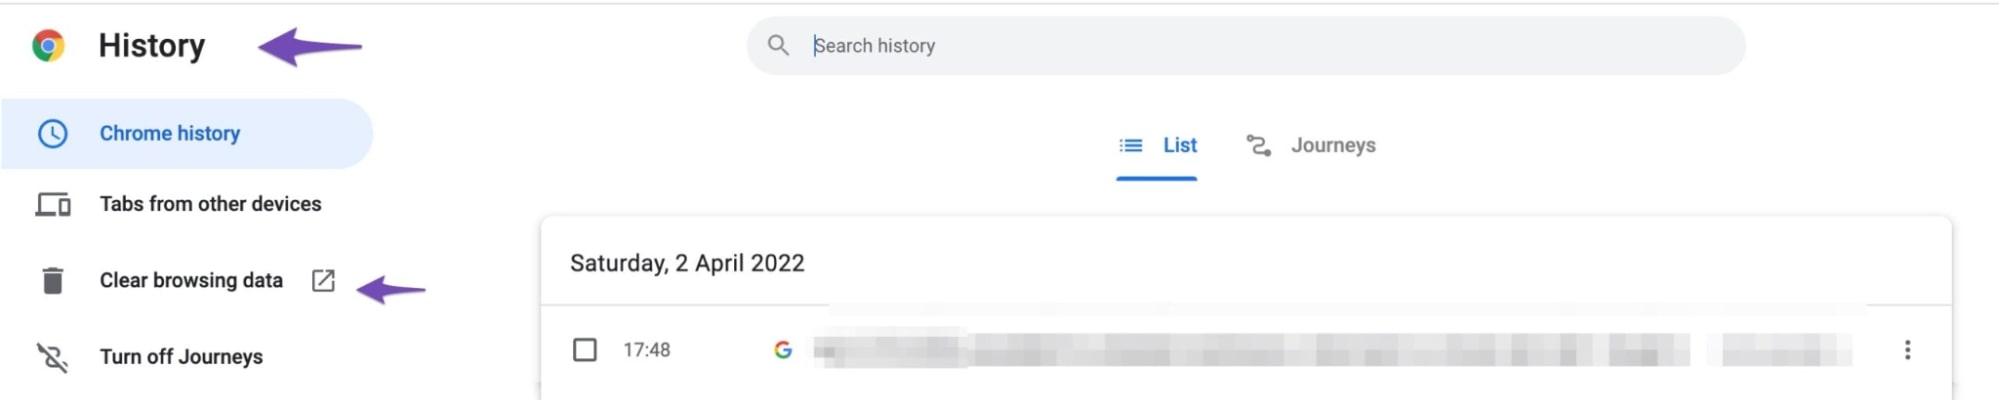 History
Search history
Chrome history
List
Journeys
Tabs from other devices
Saturday, 2 April 2022
Clear browsing data
17:48
Turn off Journeys